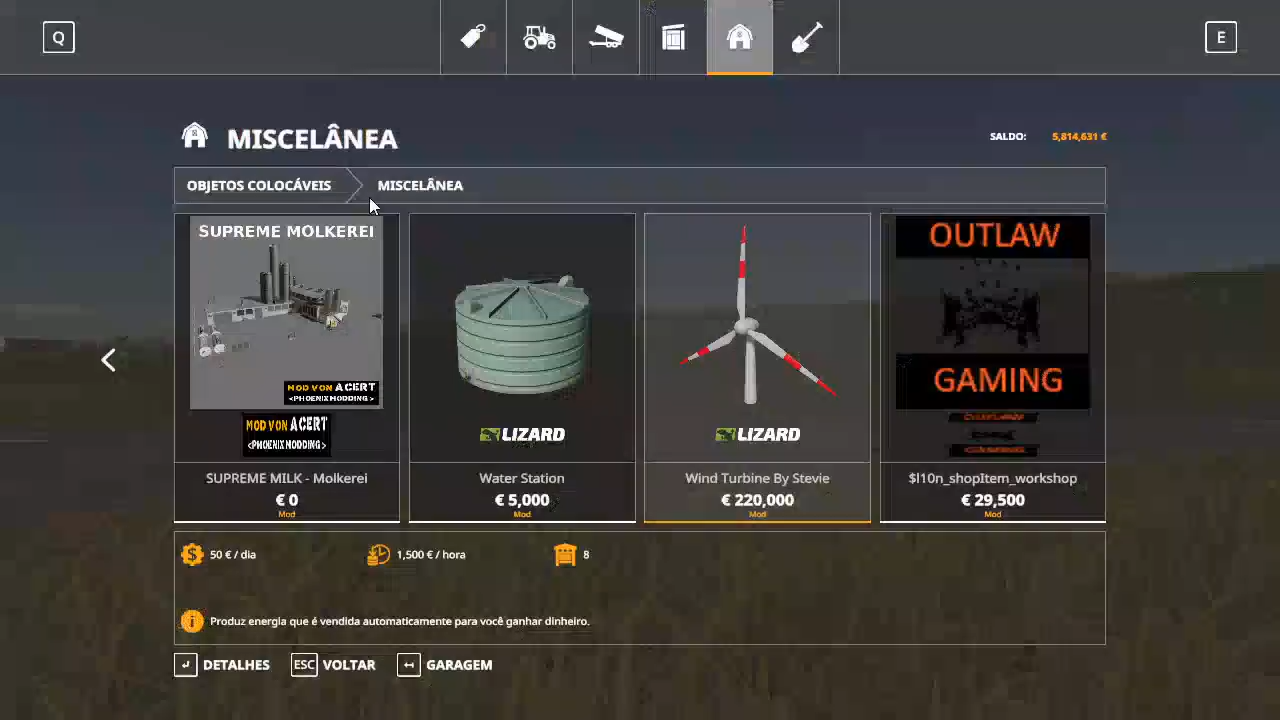 Q
E
MISCELÂNEA
SALDO: 5,814,631 €
OBJETOS COLOCÁVEIS
MISCELÂNEA
SUPREME MOLKEREI
MOD VON ACERT
<PHOENIX MODDING>
MOD VON ACERT
<PHOENIX MODDING>
SUPREME MILK - Molkerei
€ 0
Mod
LIZARD
Water Station
€ 5,000
Mod
LIZARD
Wind Turbine By Stevie
€ 220,000
Mod
OUTLAW
GAMING
$l10n_shopItem_workshop
€ 29,500
Mod
50 € / dia
1,500 € / hora
8
Produz energia que é vendida automaticamente para você ganhar dinheiro.
DETALHES
ESC VOLTAR
GARAGEM